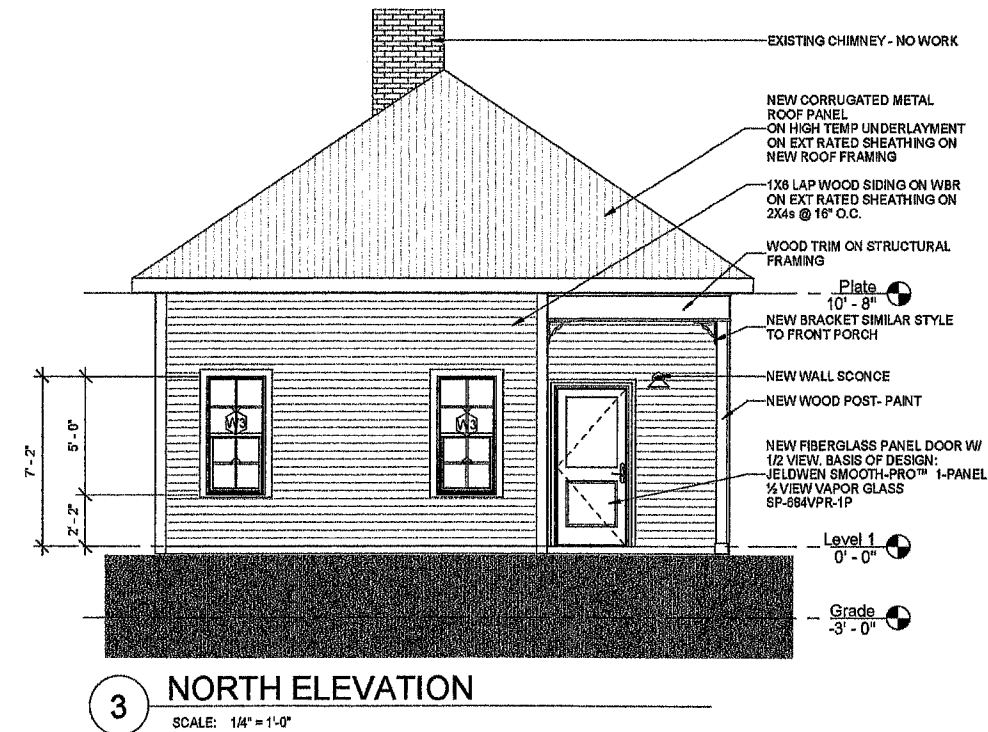 EXISTING CHIMNEY - NO WORK
NEW CORRUGATED METAL
ROOF PANEL
ON HIGH TEMP UNDERLAYMENT
ON EXT RATED SHEATHING ON
NEW ROOF FRAMING
1X6 LAP WOOD SIDING ON WBR
ON EXT RATED SHEATHING ON
2X4s @ 16" O.C.
WOOD TRIM ON STRUCTURAL
FRAMING
Plate
10' - 8"
NEW BRACKET SIMILAR STYLE
TO FRONT PORCH
NEW WALL SCONCE
NEW WOOD POST- PAINT
NEW FIBERGLASS PANEL DOOR W/
1/2 VIEW. BASIS OF DESIGN:
JELDWEN SMOOTH-PRO™ 1-PANEL
½ VIEW VAPOR GLASS
SP-684VPR-1P
W3
W3
7' - 2"
5' - 0"
2' - 2"
Level 1
0' - 0"
Grade
-3' - 0"
3
NORTH ELEVATION
SCALE: 1/4" = 1'-0"